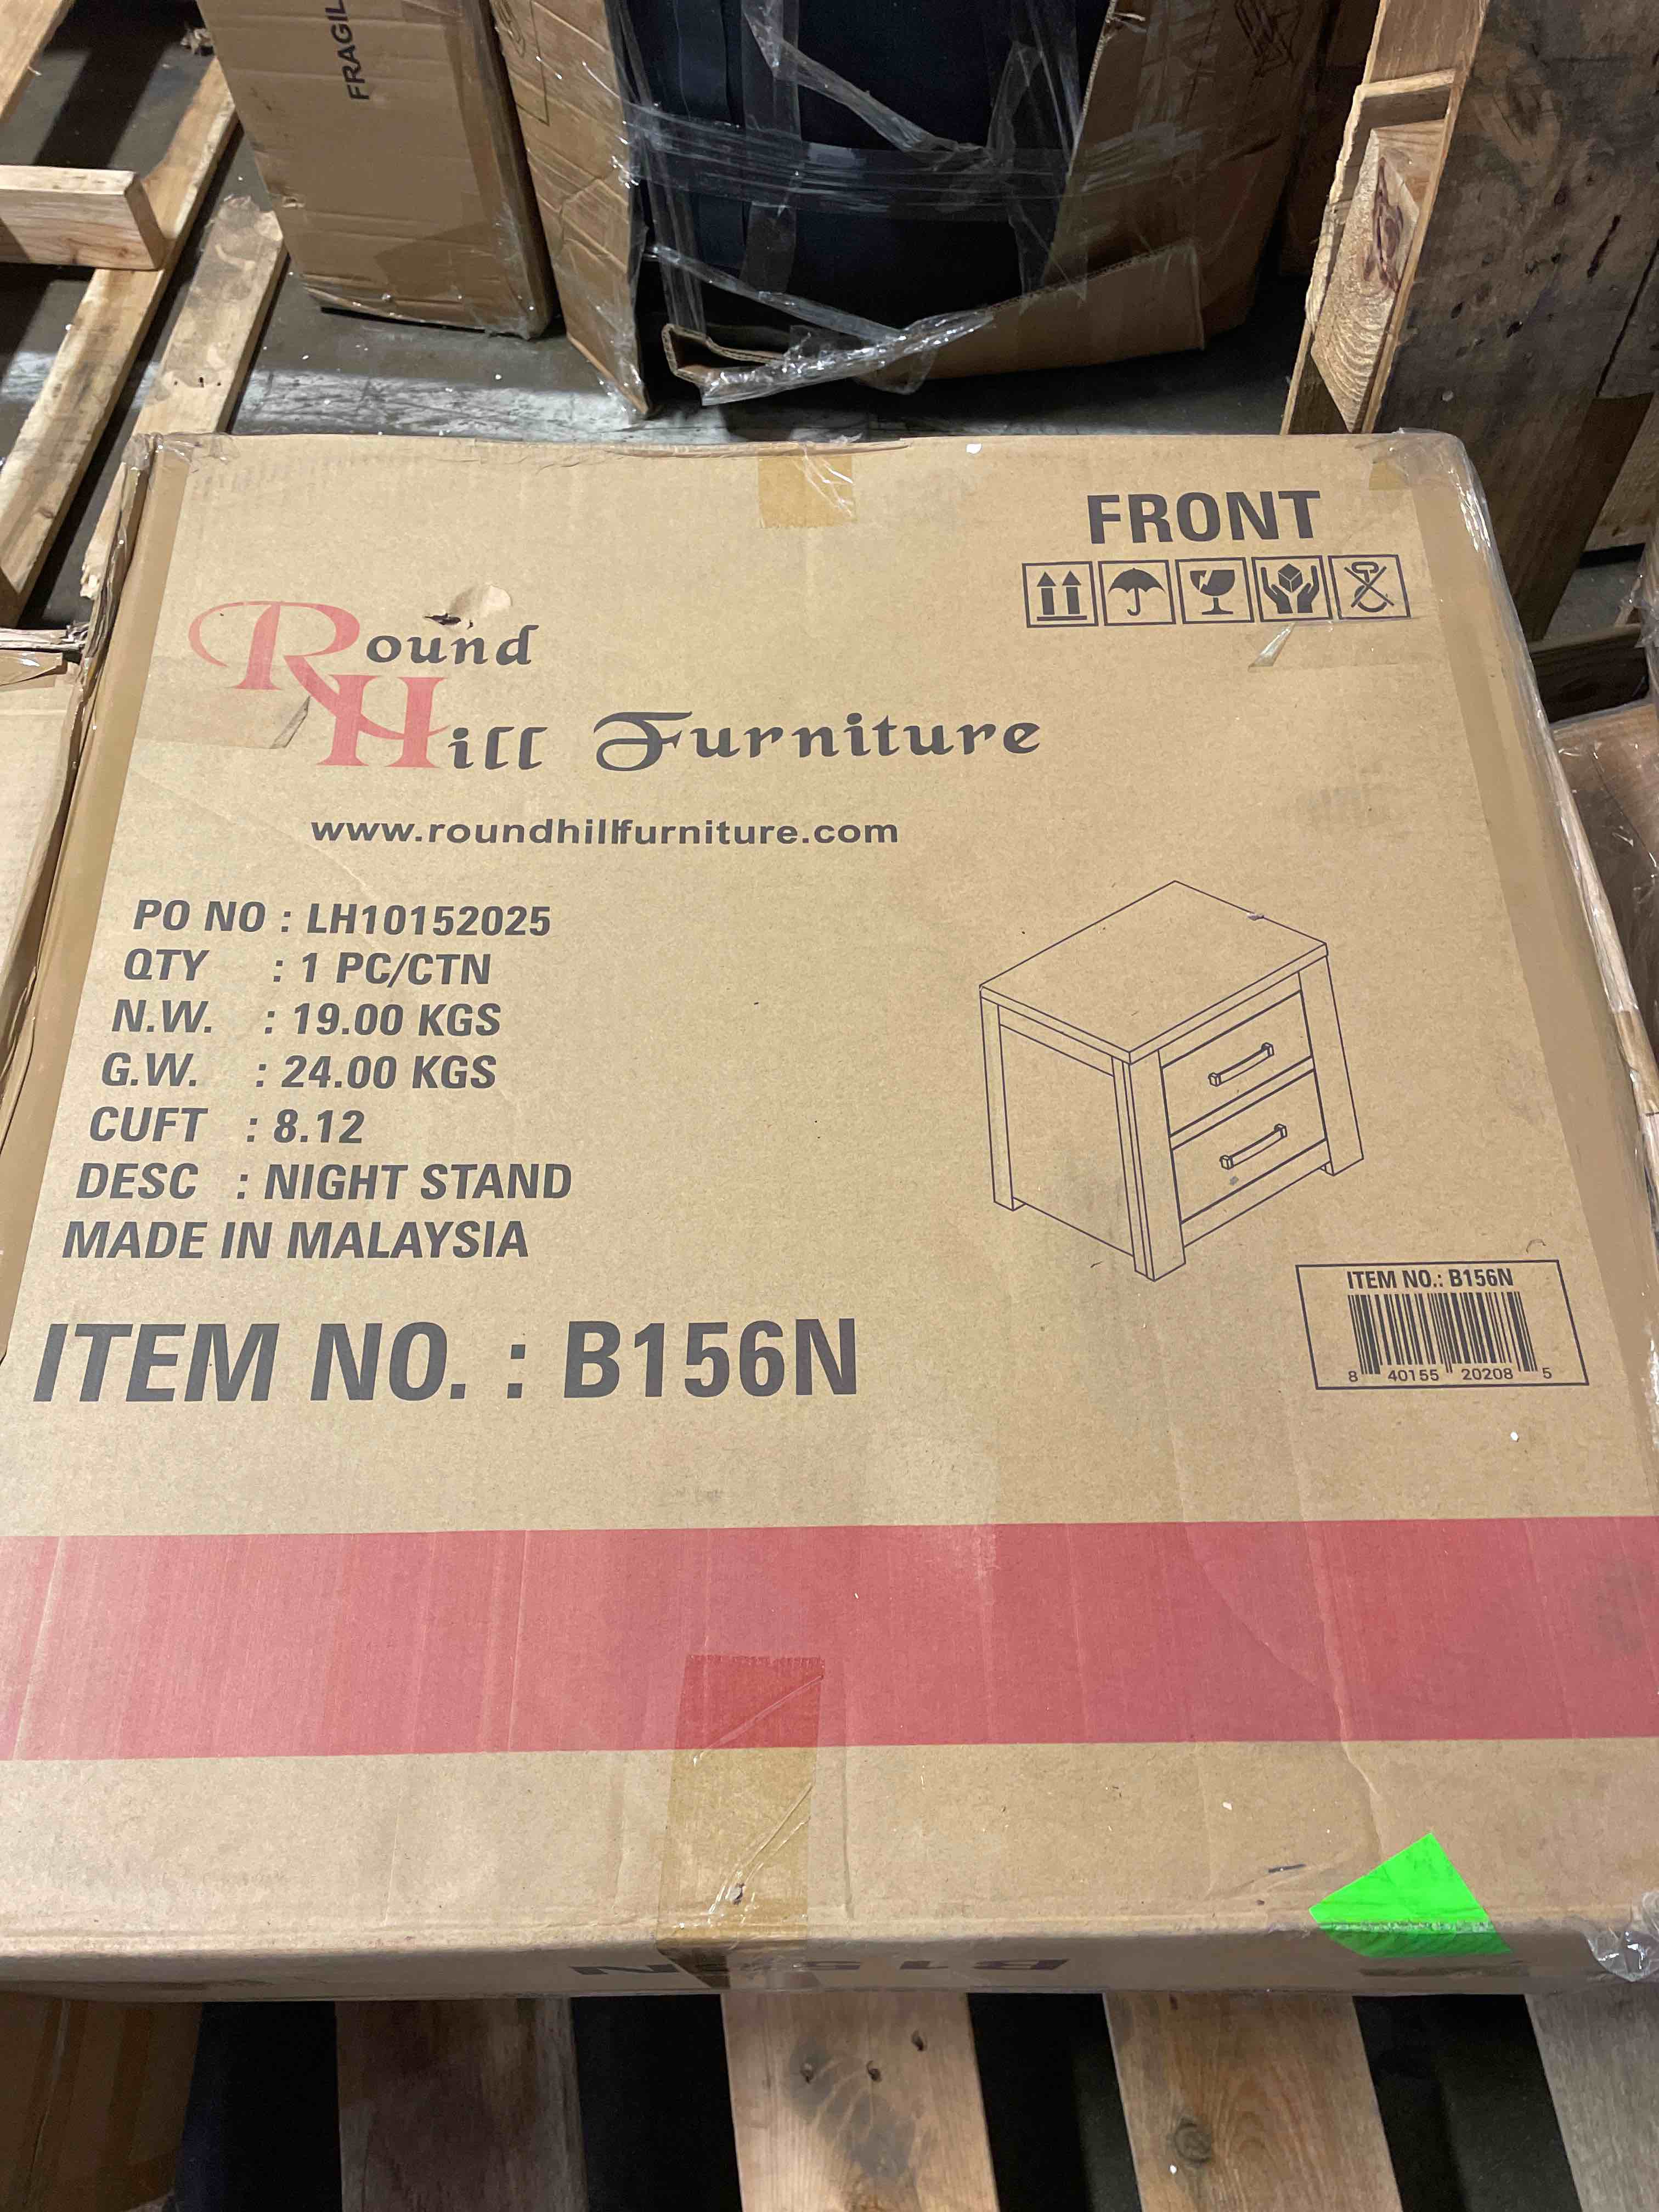 FRAGIL
FRONT
Round
Hill Furniture
www.roundhillfurniture.com
PO NO : LH10152025
QTY : 1 PC/CTN
N.W. : 19.00 KGS
G.W. : 24.00 KGS
CUFT : 8.12
DESC : NIGHT STAND
MADE IN MALAYSIA
ITEM NO. : B156N
ITEM NO.: B156N
8 40155 20208 5